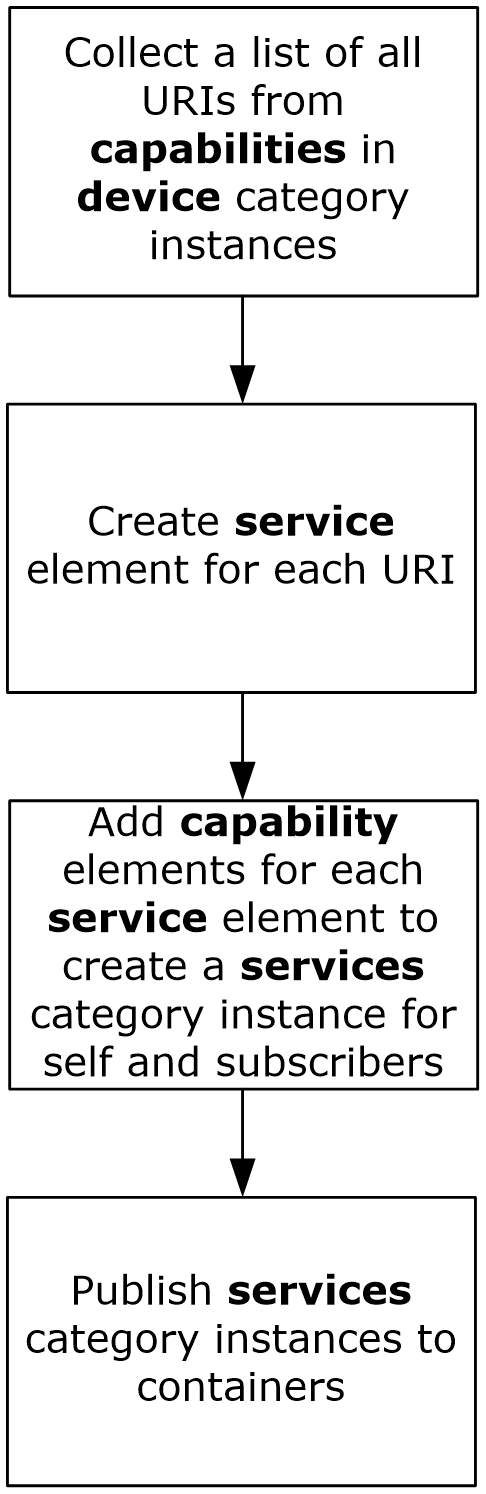 Collect a list of all
URIs from
capabilities in
device category
instances
Create service
element for each URI
Add capability
elements for each
service element to
create a services
category instance for
self and subscribers
Publish services
category instances to
containers